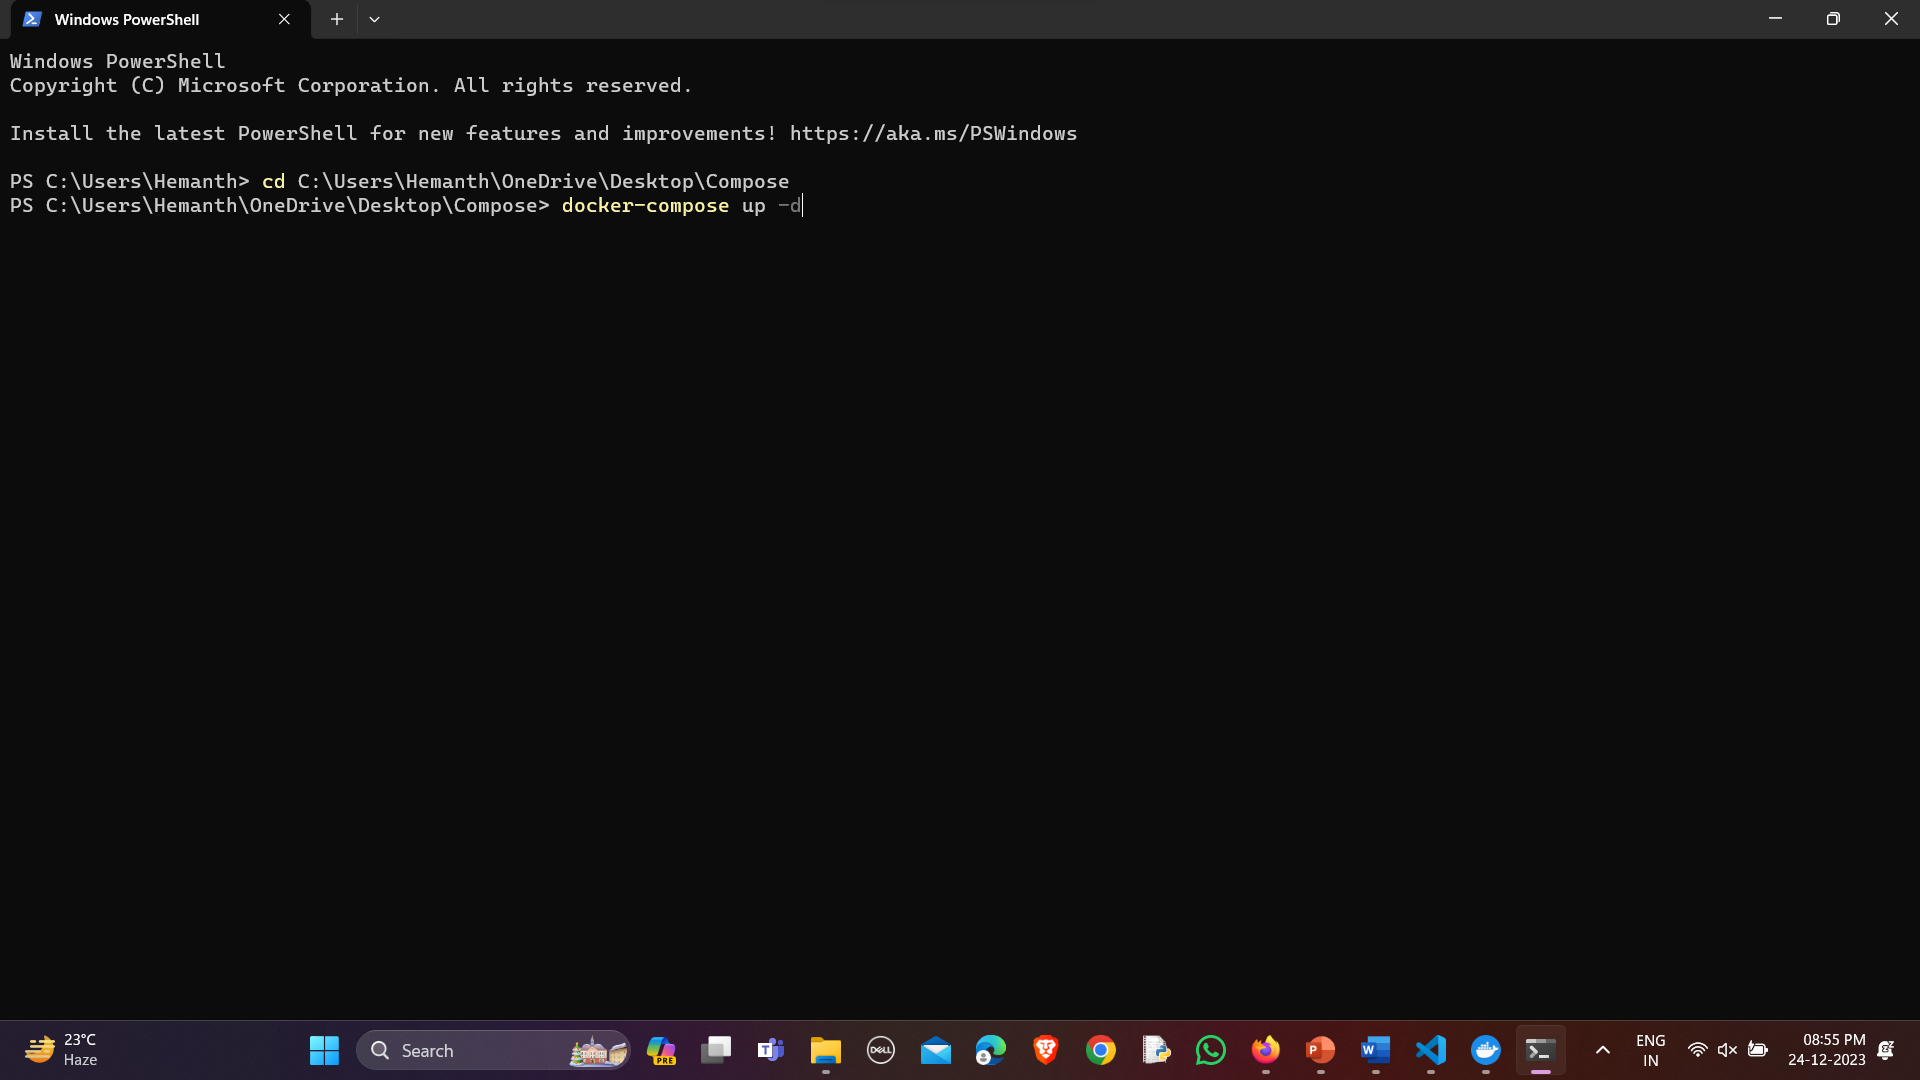 Windows PowerShell
Windows PowerShell
Copyright (C) Microsoft Corporation. All rights reserved.
Install the latest PowerShell for new features and improvements! https://aka.ms/PSWindows
PS C:\Users\Hemanth> cd C:\Users\Hemanth\OneDrive\Desktop\Compose
PS C:\Users\Hemanth\OneDrive\Desktop\Compose> docker-compose up -d
23°C
Haze
Search
PRE
T
DELL
P
W
ENG
IN
08:55 PM
24-12-2023